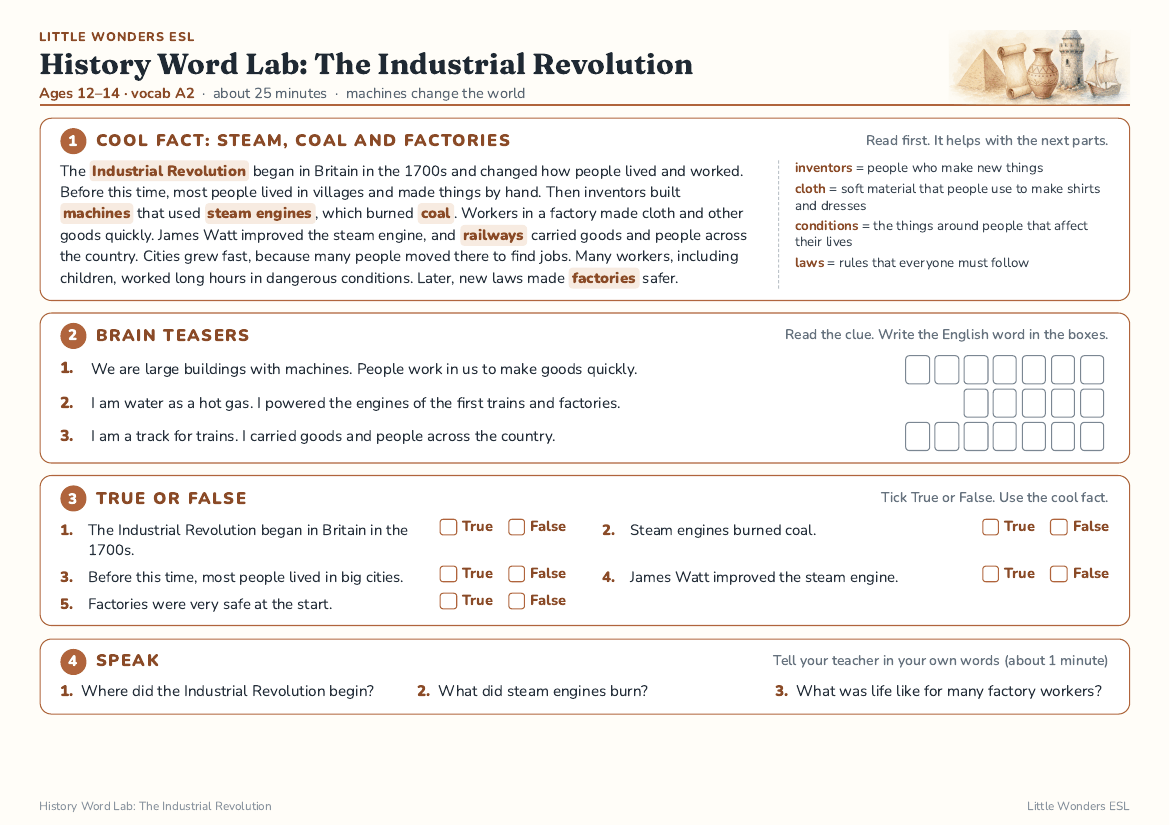 LITTLE WONDERS ESL
History Word Lab: The Industrial Revolution
Ages 12–14 · vocab A2 · about 25 minutes · machines change the world
1 COOL FACT: STEAM, COAL AND FACTORIES
Read first. It helps with the next parts.
The Industrial Revolution began in Britain in the 1700s and changed how people lived and worked.
Before this time, most people lived in villages and made things by hand. Then inventors built
machines that used steam engines, which burned coal. Workers in a factory made cloth and other
goods quickly. James Watt improved the steam engine, and railways carried goods and people across
the country. Cities grew fast, because many people moved there to find jobs. Many workers, including
children, worked long hours in dangerous conditions. Later, new laws made factories safer.
inventors = people who make new things
cloth = soft material that people use to make shirts
and dresses
conditions = the things around people that affect
their lives
laws = rules that everyone must follow
2 BRAIN TEASERS
Read the clue. Write the English word in the boxes.
1. We are large buildings with machines. People work in us to make goods quickly.
2. I am water as a hot gas. I powered the engines of the first trains and factories.
3. I am a track for trains. I carried goods and people across the country.
3 TRUE OR FALSE
Tick True or False. Use the cool fact.
1. The Industrial Revolution began in Britain in the
1700s.
True False
2. Steam engines burned coal.
True False
3. Before this time, most people lived in big cities.
True False
4. James Watt improved the steam engine.
True False
5. Factories were very safe at the start.
True False
4 SPEAK
Tell your teacher in your own words (about 1 minute)
1. Where did the Industrial Revolution begin?
2. What did steam engines burn?
3. What was life like for many factory workers?
History Word Lab: The Industrial Revolution
Little Wonders ESL